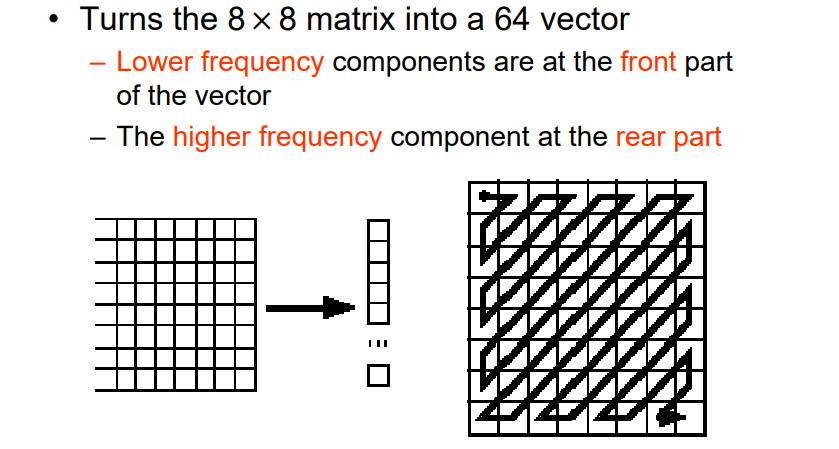 • Turns the 8 × 8 matrix into a 64 vector
– Lower frequency components are at the front part
of the vector
– The higher frequency component at the rear part
...